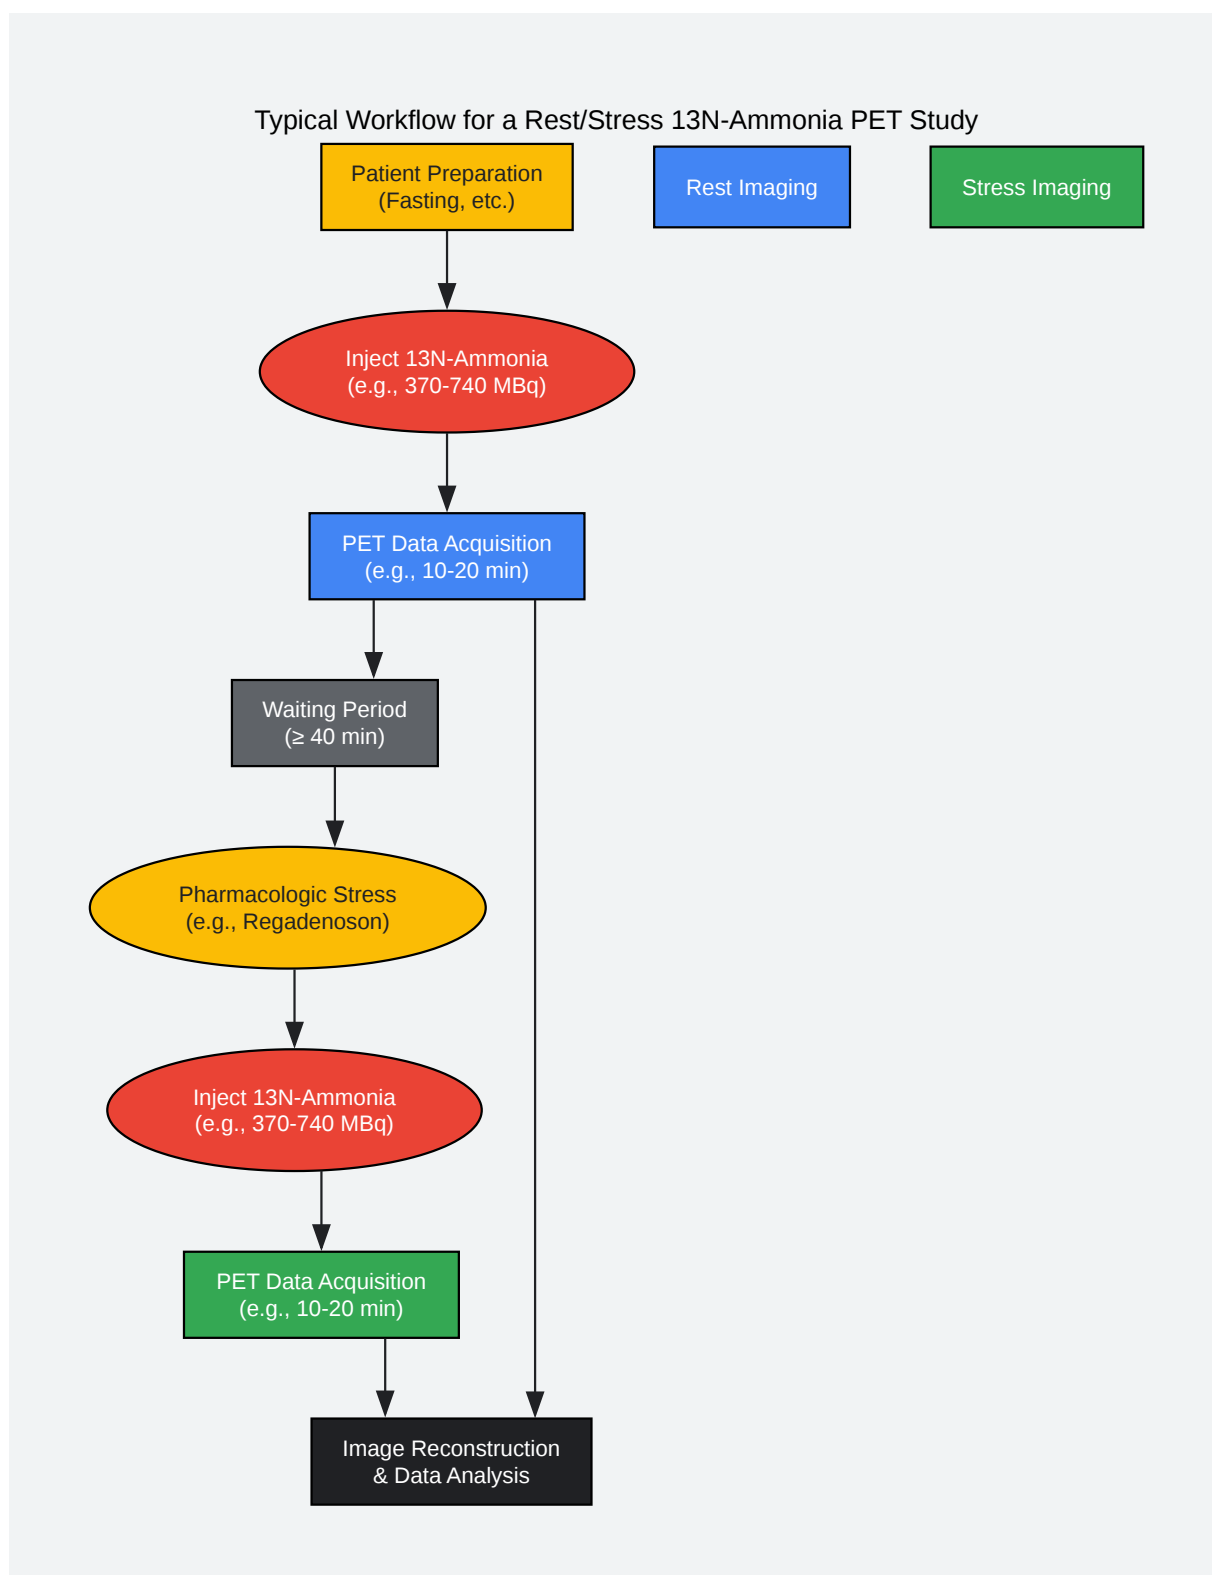 Typical Workflow for a Rest/Stress 13N-Ammonia PET Study
Patient Preparation
(Fasting, etc.)
Rest Imaging
Stress Imaging
Inject 13N-Ammonia
(e.g., 370-740 MBq)
PET Data Acquisition
(e.g., 10-20 min)
Waiting Period
(≥ 40 min)
Pharmacologic Stress
(e.g., Regadenoson)
Inject 13N-Ammonia
(e.g., 370-740 MBq)
PET Data Acquisition
(e.g., 10-20 min)
Image Reconstruction
& Data Analysis